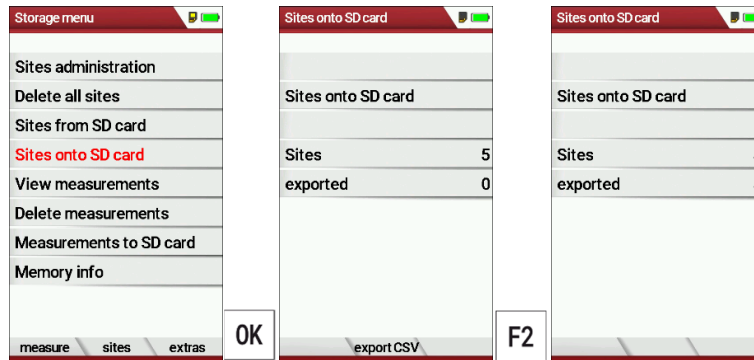 Storage menu
Sites administration
Delete all sites
Sites from SD card
Sites onto SD card
View measurements
Delete measurements
Measurements to SD card
Memory info
measure sites extras
OK
Sites onto SD card
Sites onto SD card
Sites 5
exported 0
export CSV
F2
Sites onto SD card
Sites onto SD card
Sites
exported